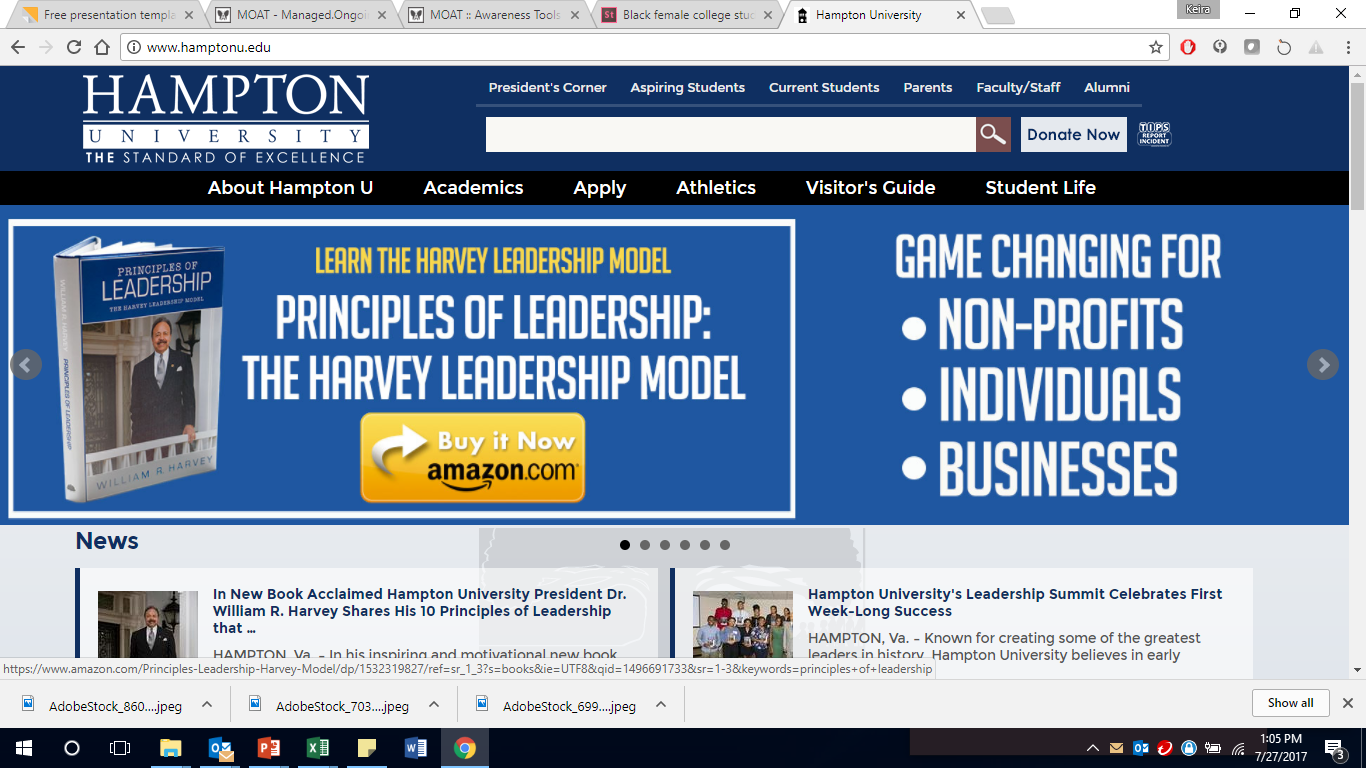 Free presentation templa
MOAT - Managed.Ongoi
MOAT :: Awareness Tools
St Black female college stuc
Hampton University
Keira
www.hamptonu.edu
HAMPTON
UNIVERSITY
THE STANDARD OF EXCELLENCE
President's Corner Aspiring Students Current Students Parents Faculty/Staff Alumni
Donate Now
TIPS
REPORT
INCIDENT
About Hampton U Academics Apply Athletics Visitor's Guide Student Life
PRINCIPLES OF
LEADERSHIP
THE HARVEY LEADERSHIP MODEL
WILLIAM R. HARVEY
WILLIAM R. HARVEY PRINCIPLES OF LEADERSHIP
LEARN THE HARVEY LEADERSHIP MODEL
PRINCIPLES OF LEADERSHIP:
THE HARVEY LEADERSHIP MODEL
Buy it Now
amazon.com
GAME CHANGING FOR
• NON-PROFITS
• INDIVIDUALS
• BUSINESSES
News
In New Book Acclaimed Hampton University President Dr.
William R. Harvey Shares His 10 Principles of Leadership
that ...
HAMPTON, Va. - In his inspiring and motivational new book
Hampton University's Leadership Summit Celebrates First
Week-Long Success
HAMPTON, Va. - Known for creating some of the greatest
leaders in history, Hampton University believes in early
https://www.amazon.com/Principles-Leadership-Harvey-Model/dp/1532319827/ref=sr_1_3?s=books&ie=UTF8&qid=1496691733&sr=1-3&keywords=principles+of+leadership
AdobeStock_860....jpeg
AdobeStock_703....jpeg
AdobeStock_699....jpeg
Show all
1:05 PM
7/27/2017
3